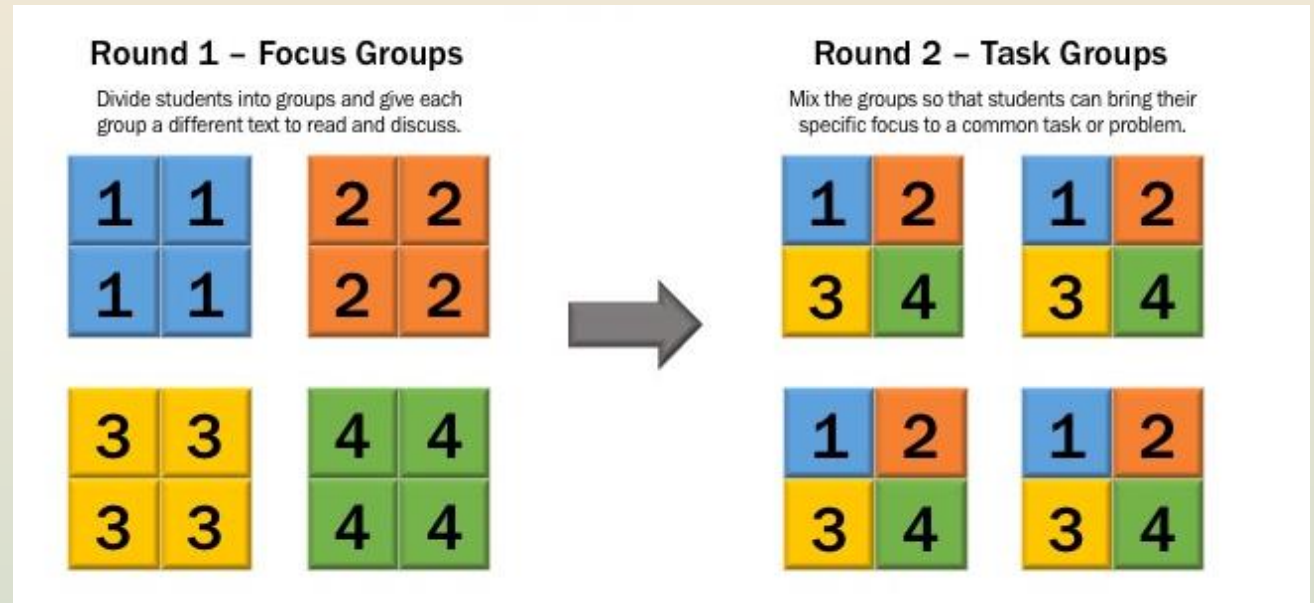 Round 1 – Focus Groups
Divide students into groups and give each
group a different text to read and discuss.
1 1 2 2
1 1 2 2
3 3 4 4
3 3 4 4
Round 2 – Task Groups
Mix the groups so that students can bring their
specific focus to a common task or problem.
1 2 1 2
3 4 3 4
1 2 1 2
3 4 3 4